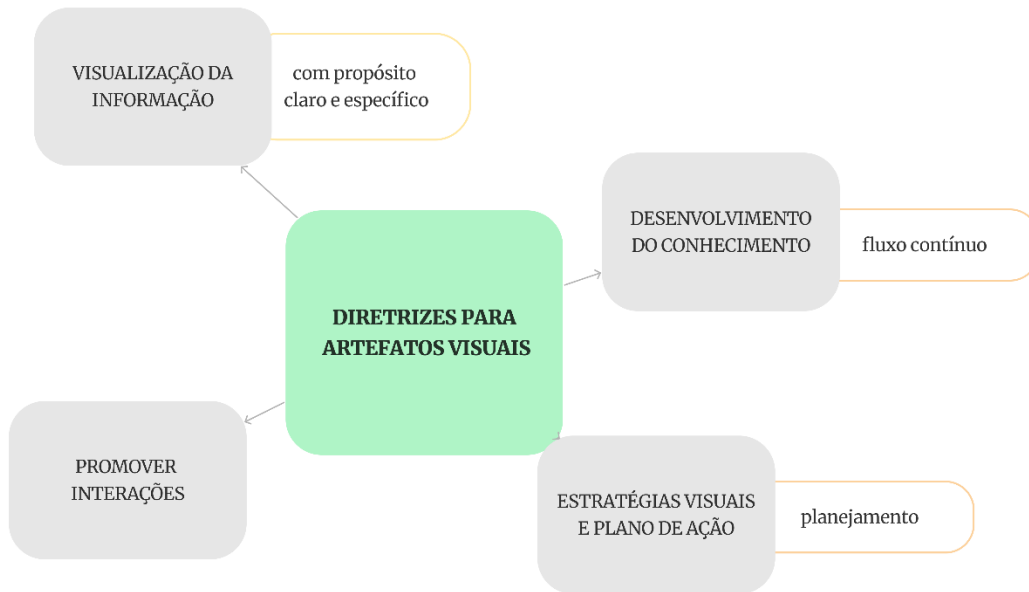 VISUALIZAÇÃO DA
INFORMAÇÃO
com propósito
claro e específico
DESENVOLVIMENTO
DO CONHECIMENTO
fluxo contínuo
DIRETRIZES PARA
ARTEFATOS VISUAIS
PROMOVER
INTERAÇÕES
ESTRATÉGIAS VISUAIS
E PLANO DE AÇÃO
planejamento